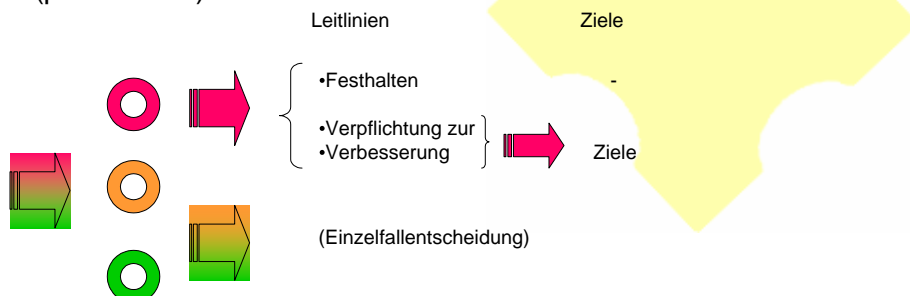 Leitlinien Ziele
•Festhalten -
•Verpflichtung zur
•Verbesserung Ziele
(Einzelfallentscheidung)